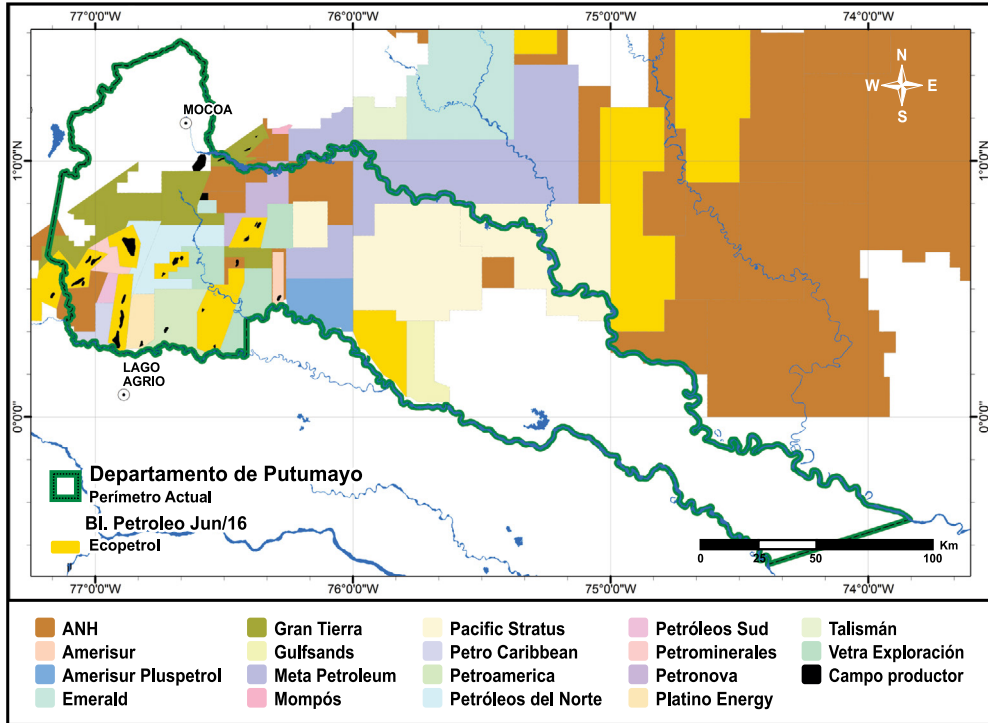 77°0'0" 76°0'0" 75°0'0" 74°0'0"
N
W E
S
MOCOA
1°0'0"N 1°0'0"N
LAGO
AGRIO
0°0'0" 0°0'0"
Departamento de Putumayo
Perímetro Actual
Bl. Petroleo Jun/16
Ecopetrol
Km
0 25 50 100
77°0'0" 76°0'0" 75°0'0" 74°0'0"
ANH Gran Tierra Pacific Stratus Petróleos Sud Talismán
Amerisur Gulfsands Petro Caribbean Petrominerales Vetra Exploración
Amerisur Pluspetrol Meta Petroleum Petroamerica Petronova Campo productor
Emerald Mompós Petróleos del Norte Platino Energy